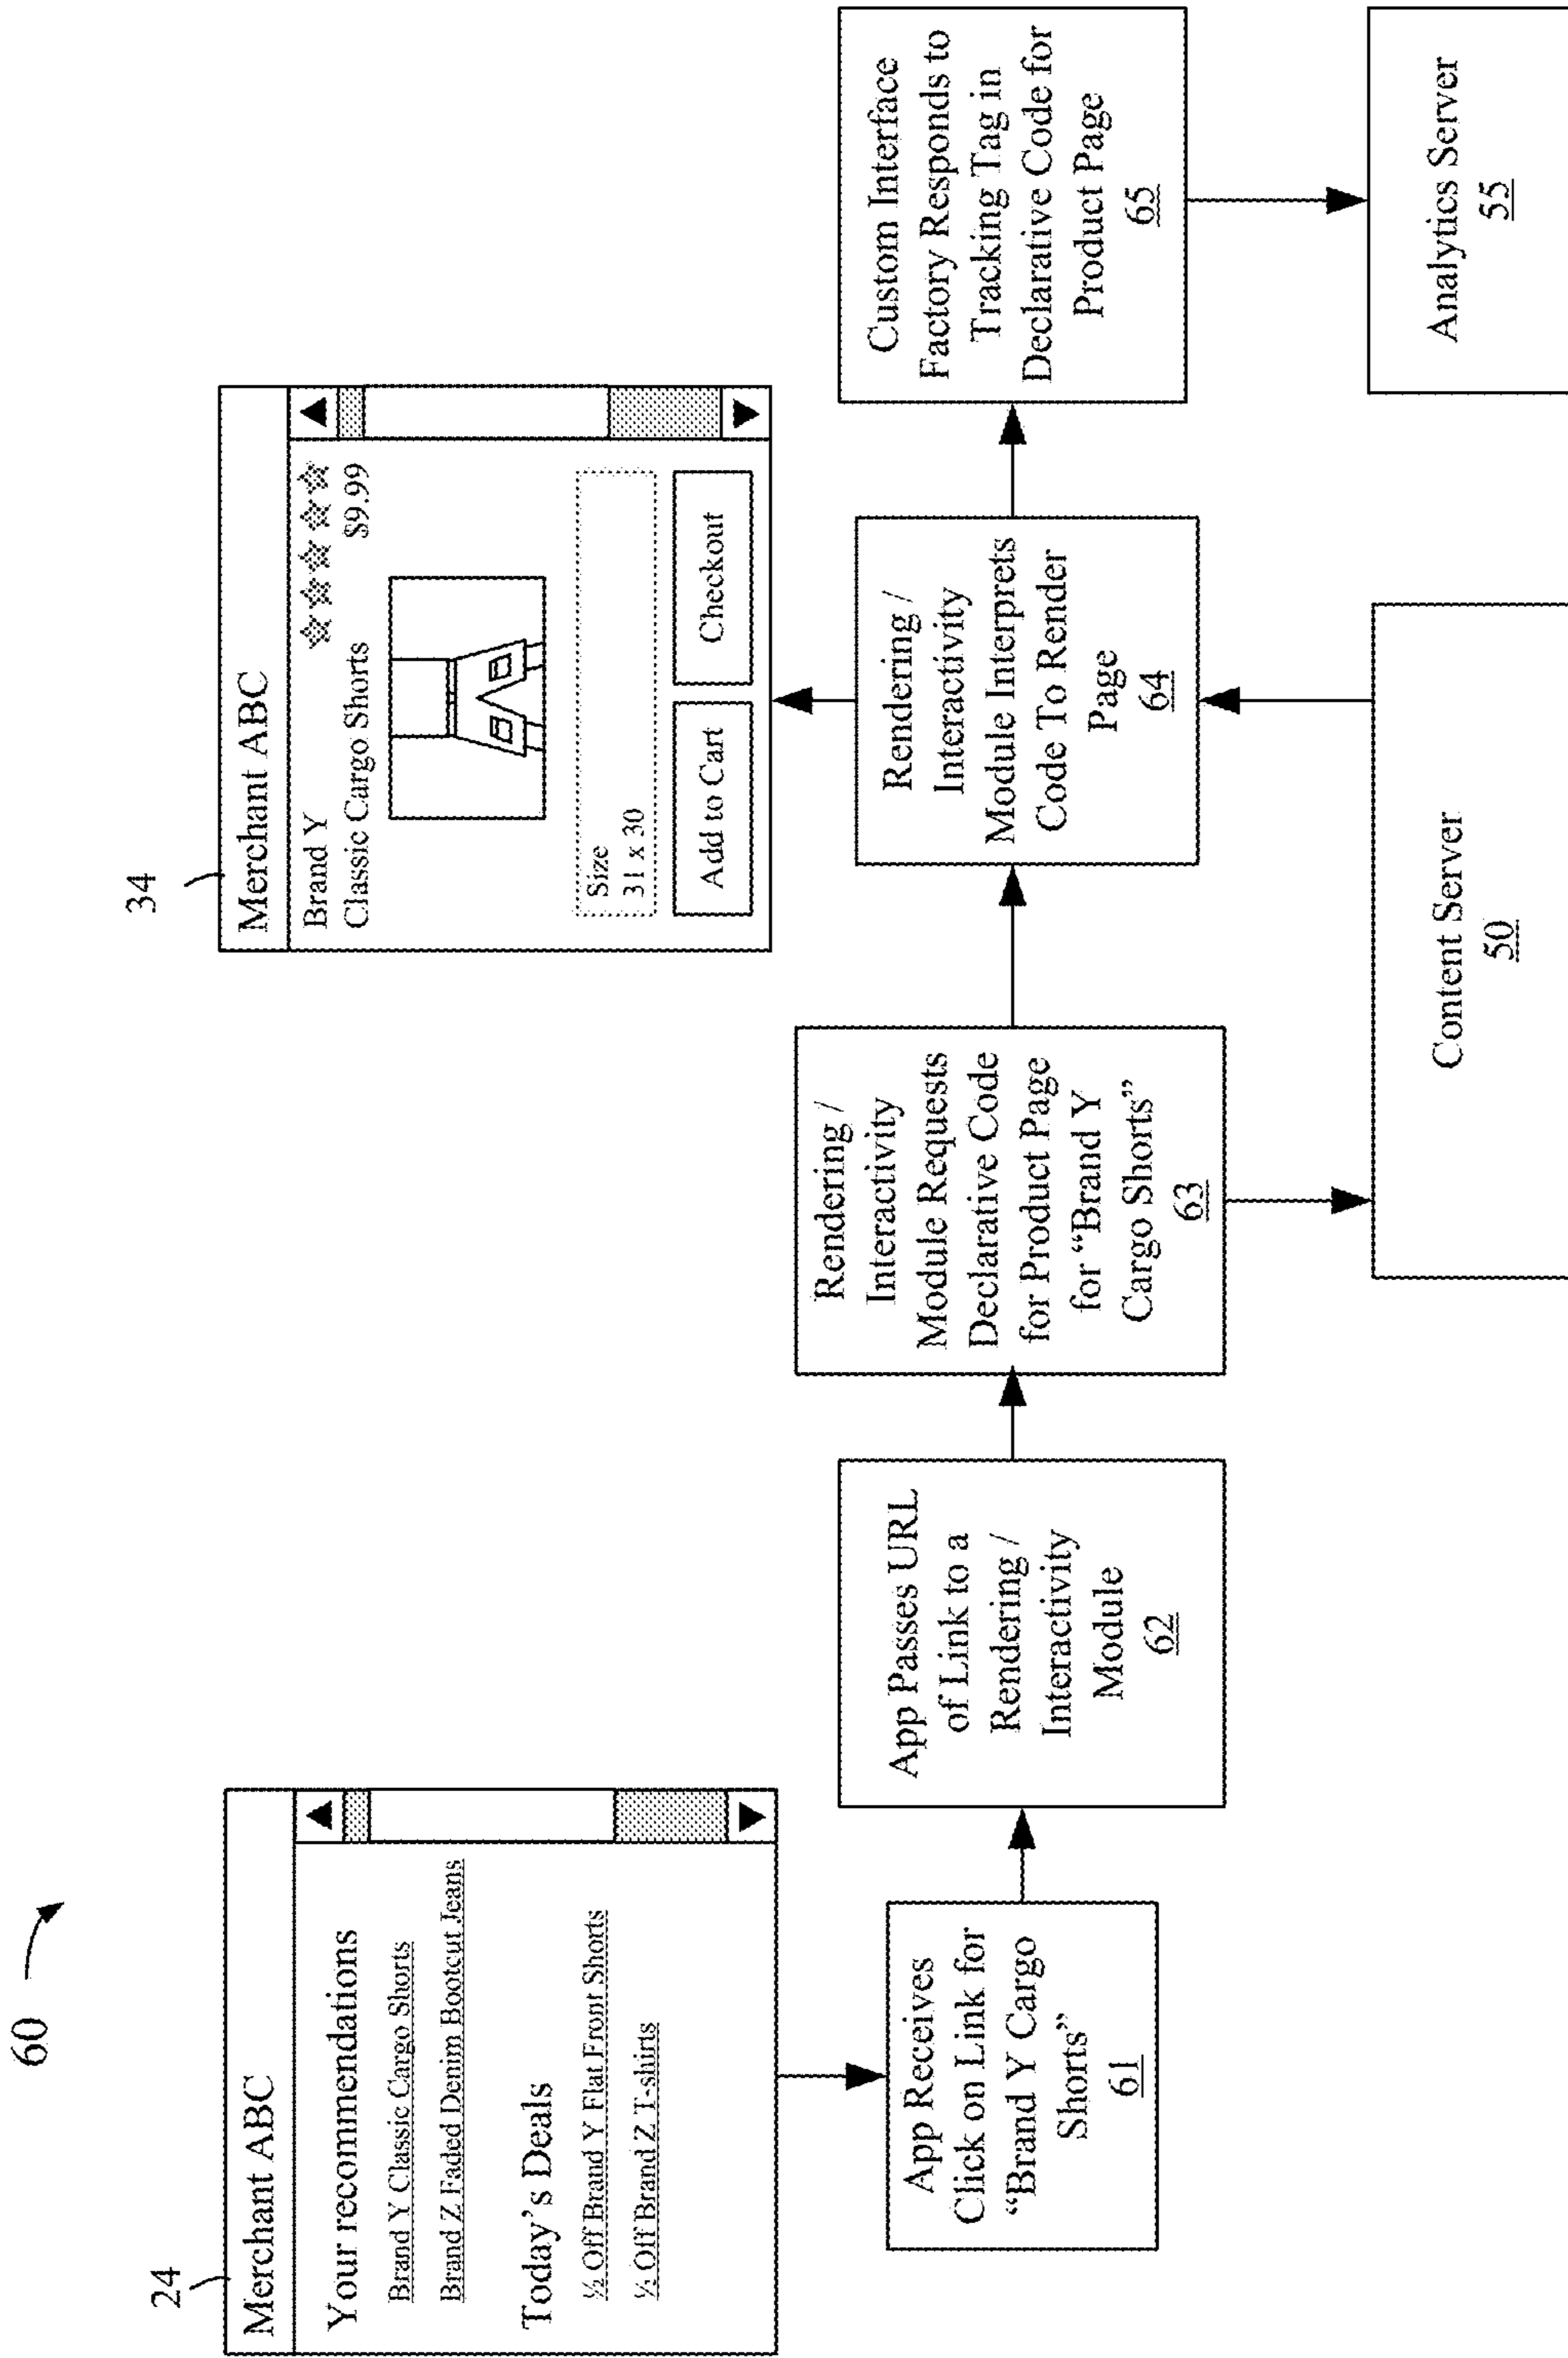 60
24
Merchant ABC
Your recommendations
Brand Y Classic Cargo Shorts
Brand Z Faded Denim Bootcut Jeans
Today's Deals
½ Off Brand Y Flat Front Shorts
Off Brand Z T-shirts
34
Merchant ABC
Brand Y
Classic Cargo Shorts $9.99
Size
31 x 30
Add to Cart
Checkout
App Receives
Click on Link for
“Brand Y Cargo
Shorts”
61
App Passes URL
of Link to a
Rendering /
Interactivity
Module
62
Rendering /
Interactivity
Module Requests
Declarative Code
for Product Page
for “Brand Y
Cargo Shorts”
63
Rendering /
Interactivity
Module Interprets
Code To Render
Page
64
Custom Interface
Factory Responds to
Tracking Tag in
Declarative Code for
Product Page
65
Content Server
50
Analytics Server
55